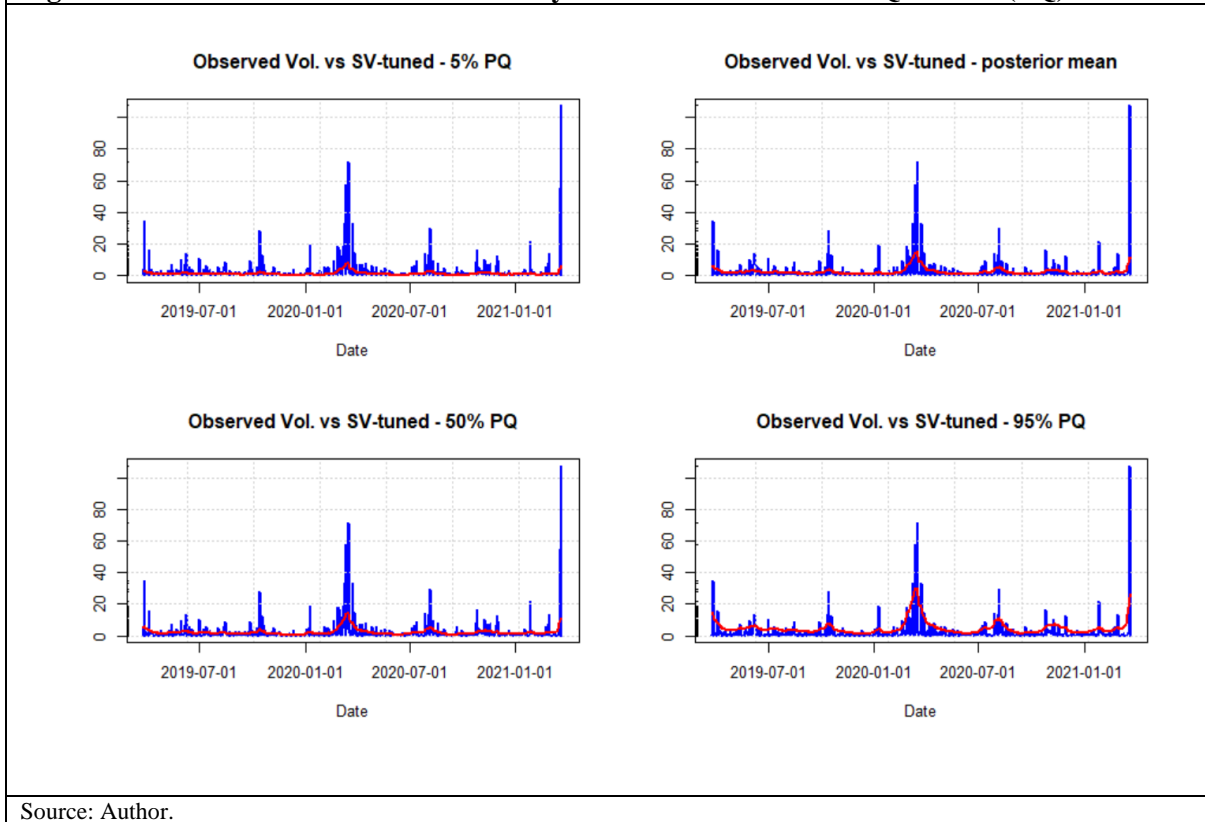 Observed Vol. vs SV-tuned - 5% PQ
80
60
40
20
0
2019-07-01 2020-01-01 2020-07-01 2021-01-01
Date
Observed Vol. vs SV-tuned - posterior mean
80
60
40
20
0
2019-07-01 2020-01-01 2020-07-01 2021-01-01
Date
Observed Vol. vs SV-tuned - 50% PQ
80
60
40
20
0
2019-07-01 2020-01-01 2020-07-01 2021-01-01
Date
Observed Vol. vs SV-tuned - 95% PQ
80
60
40
20
0
2019-07-01 2020-01-01 2020-07-01 2021-01-01
Date
Source: Author.